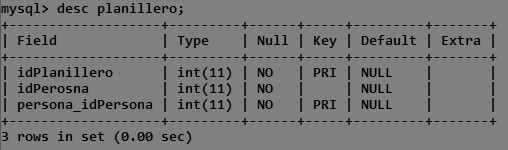 mysql> desc planillero;
+--------------------+---------+------+-----+---------+-------+
| Field              | Type    | Null | Key | Default | Extra |
+--------------------+---------+------+-----+---------+-------+
| idPlanillero       | int(11) | NO   | PRI | NULL    |       |
| idPerosna          | int(11) | NO   |     | NULL    |       |
| persona_idPersona  | int(11) | NO   | PRI | NULL    |       |
+--------------------+---------+------+-----+---------+-------+
3 rows in set (0.00 sec)